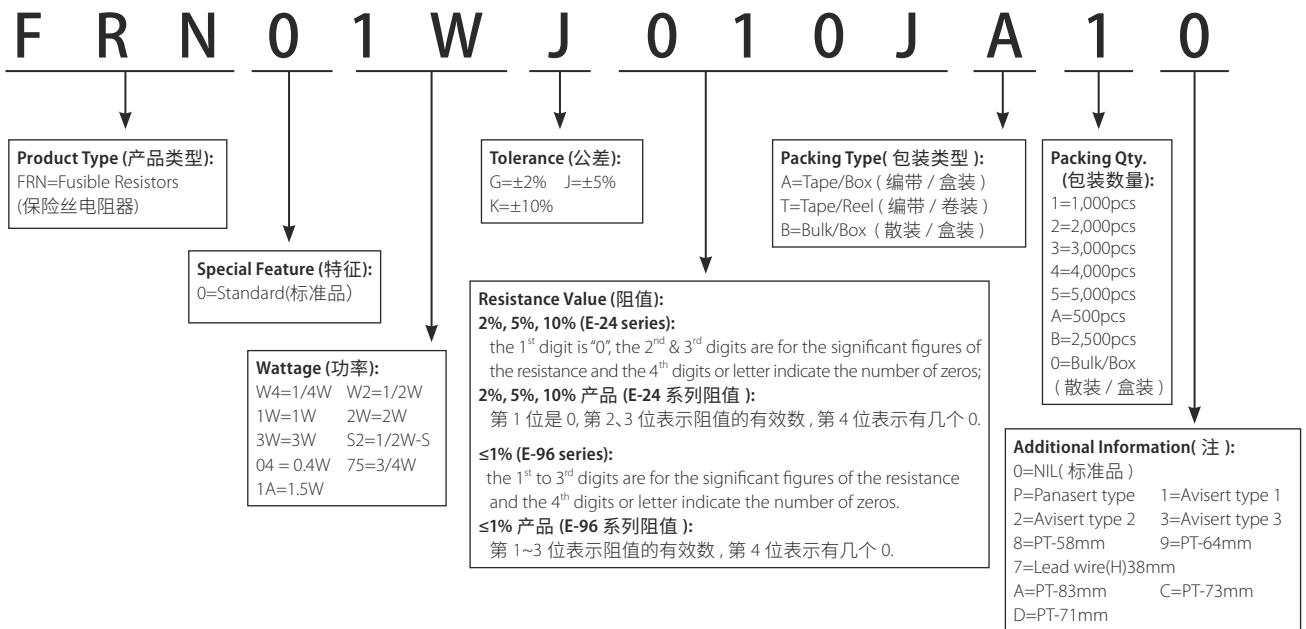 F R N 0 1 W J 0 1 0 J A 1 0
Product Type (产品类型):
FRN=Fusible Resistors
(保险丝电阻器)
Special Feature (特征):
0=Standard(标准品)
Wattage (功率):
W4=1/4W W2=1/2W
1W=1W 2W=2W
3W=3W S2=1/2W-S
04 = 0.4W 75=3/4W
1A=1.5W
Tolerance (公差):
G=±2% J=±5%
K=±10%
Resistance Value (阻值):
2%, 5%, 10% (E-24 series):
the 1st digit is "0", the 2nd & 3rd digits are for the significant figures of
the resistance and the 4th digits or letter indicate the number of zeros;
2%, 5%, 10% 产品 (E-24 系列阻值 ):
第 1 位是 0, 第 2、3 位表示阻值的有效数 , 第 4 位表示有几个 0.
≤1% (E-96 series):
the 1st to 3rd digits are for the significant figures of the resistance
and the 4th digits or letter indicate the number of zeros.
≤1% 产品 (E-96 系列阻值 ):
第 1~3 位表示阻值的有效数 , 第 4 位表示有几个 0.
Packing Type( 包装类型 ):
A=Tape/Box ( 编带 / 盒装 )
T=Tape/Reel ( 编带 / 卷装 )
B=Bulk/Box ( 散装 / 盒装 )
Packing Qty.
(包装数量):
1=1,000pcs
2=2,000pcs
3=3,000pcs
4=4,000pcs
5=5,000pcs
A=500pcs
B=2,500pcs
0=Bulk/Box
( 散装 / 盒装 )
Additional Information( 注 ):
0=NIL( 标准品 )
P=Panasert type 1=Avisert type 1
2=Avisert type 2 3=Avisert type 3
8=PT-58mm 9=PT-64mm
7=Lead wire(H)38mm
A=PT-83mm C=PT-73mm
D=PT-71mm